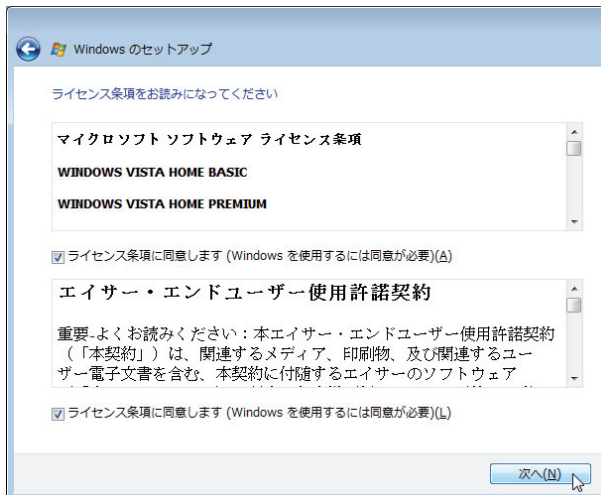 Windows のセットアップ
ライセンス条項をお読みになってください
マイクロソフト ソフトウェア ライセンス条項
WINDOWS VISTA HOME BASIC
WINDOWS VISTA HOME PREMIUM
ライセンス条項に同意します (Windows を使用するには同意が必要)(A)
エイサー・エンドユーザー使用許諾契約
重要-よくお読みください：本エイサー・エンドユーザー使用許諾契約
（「本契約」）は、関連するメディア、印刷物、及び関連するユー
ザー電子文書を含む、本契約に付随するエイサーのソフトウェア
ライセンス条項に同意します (Windows を使用するには同意が必要)(L)
次へ(N)